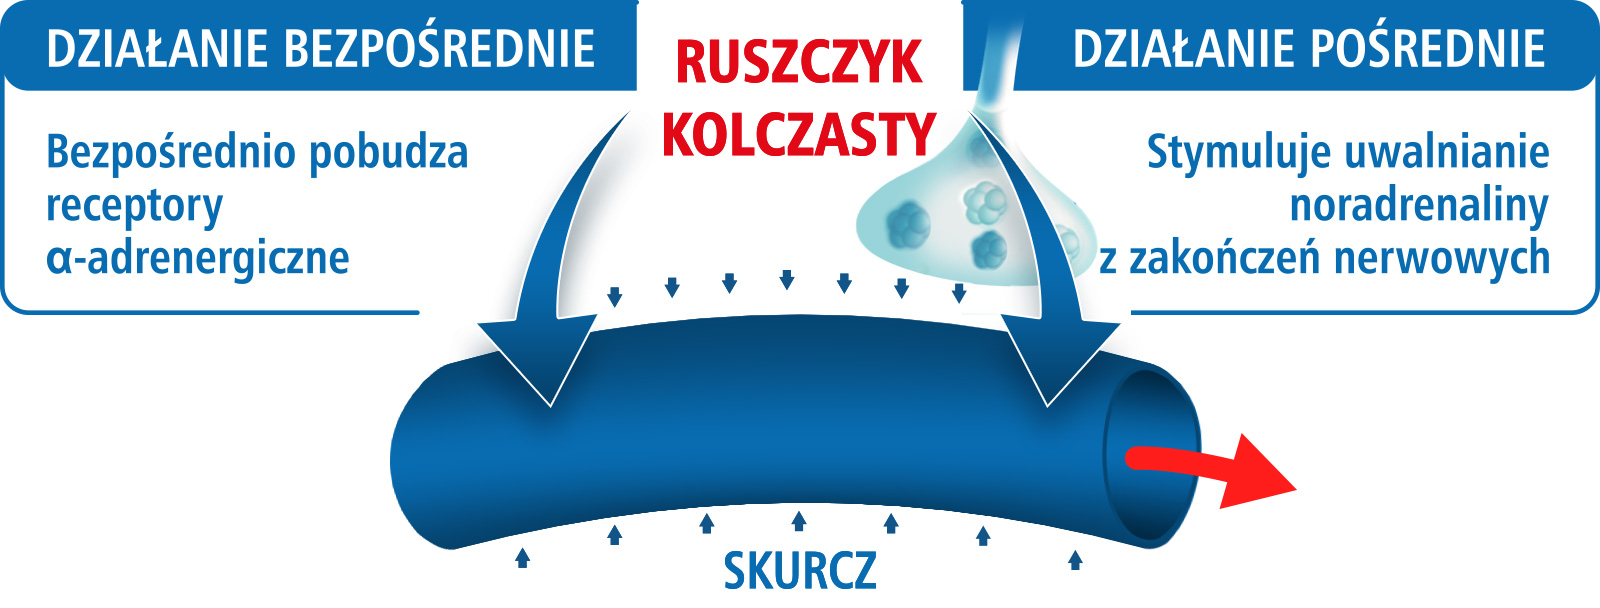 DZIAŁANIE BEZPOŚREDNIE
Bezpośrednio pobudza
receptory
α-adrenergiczne
RUSZCZYK
KOLCZASTY
DZIAŁANIE POŚREDNIE
Stymuluje uwalnianie
noradrenaliny
z zakończeń nerwowych
SKURCZ